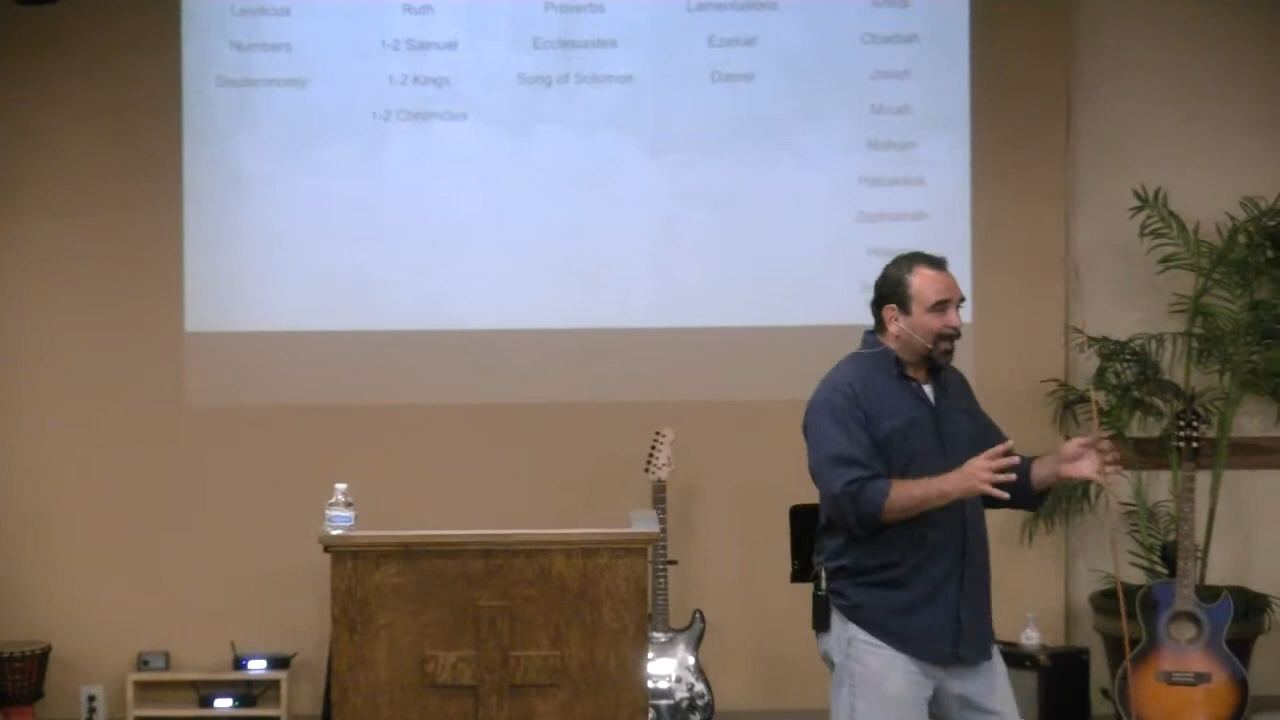 Leviticus Ruth Proverbs Lamentations Amos
Numbers 1-2 Samuel Ecclesiastes Ezekiel Obadiah
Deuteronomy 1-2 Kings Song of Solomon Daniel Jonah
1-2 Chronicles Micah
Nahum
Habakkuk
Zephaniah